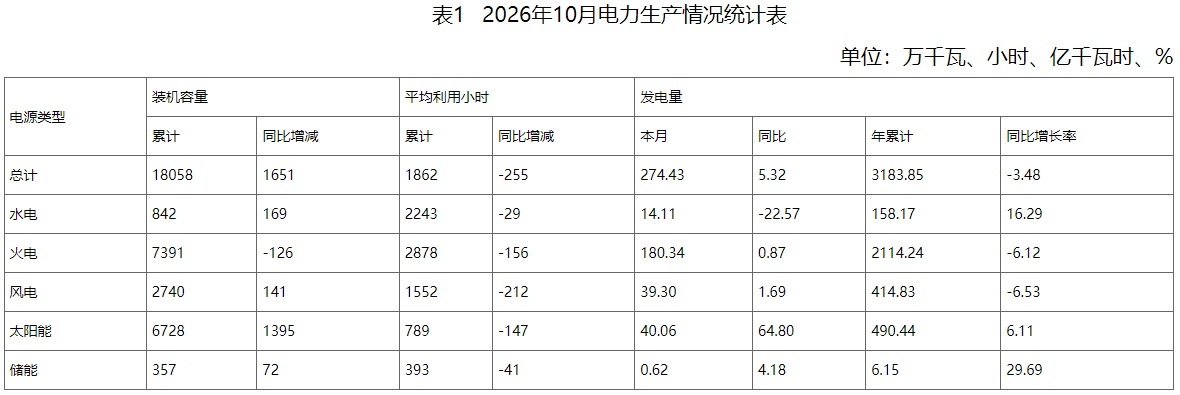 表1 2026年10月电力生产情况统计表
单位：万千瓦、小时、亿千瓦时、%
电源类型 装机容量 平均利用小时 发电量
累计 同比增减 累计 同比增减 本月 同比 年累计 同比增长率
总计 18058 1651 1862 -255 274.43 5.32 3183.85 -3.48
水电 842 169 2243 -29 14.11 -22.57 158.17 16.29
火电 7391 -126 2878 -156 180.34 0.87 2114.24 -6.12
风电 2740 141 1552 -212 39.30 1.69 414.83 -6.53
太阳能 6728 1395 789 -147 40.06 64.80 490.44 6.11
储能 357 72 393 -41 0.62 4.18 6.15 29.69